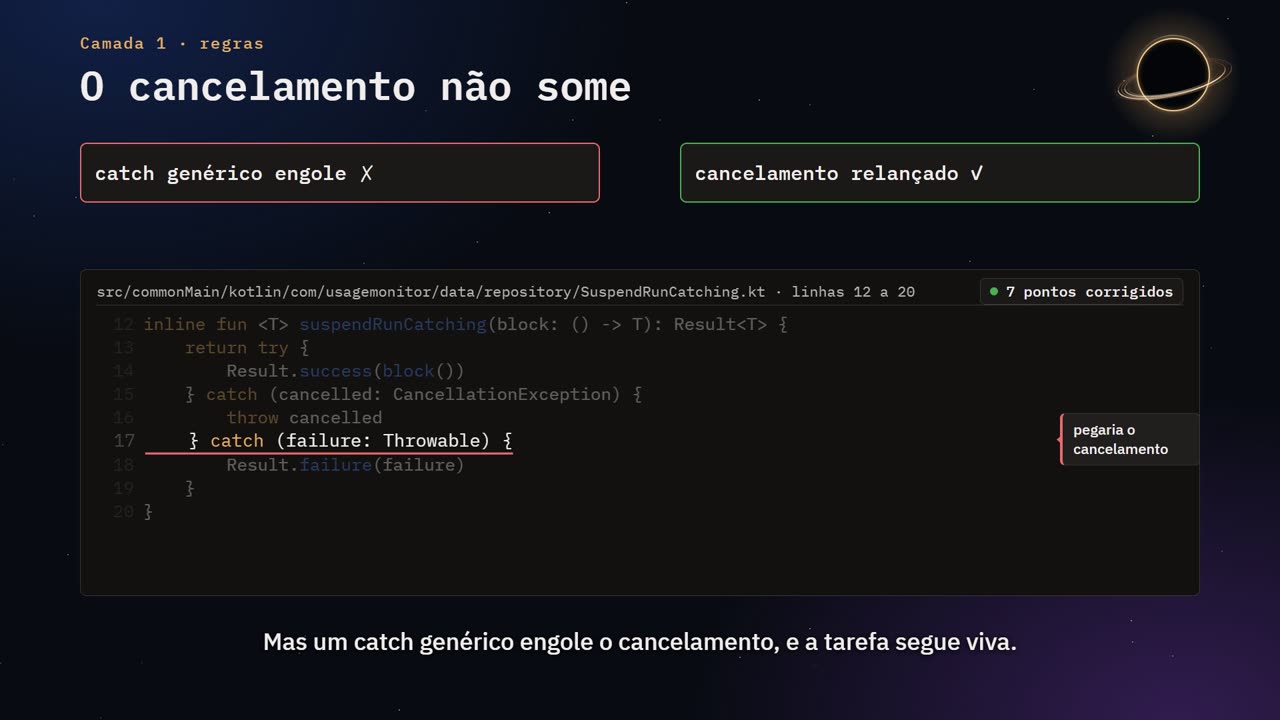 Camada 1 · regras
O cancelamento não some
catch genérico engole ✗
cancelamento relançado ✓
src/commonMain/kotlin/com/usagemonitor/data/repository/SuspendRunCatching.kt · linhas 12 a 20
7 pontos corrigidos
12 inline fun <T> suspendRunCatching(block: () -> T): Result<T> {
13     return try {
14         Result.success(block())
15     } catch (cancelled: CancellationException) {
16         throw cancelled
17     } catch (failure: Throwable) {
18         Result.failure(failure)
19     }
20 }
pegaria o
cancelamento
Mas um catch genérico engole o cancelamento, e a tarefa segue viva.